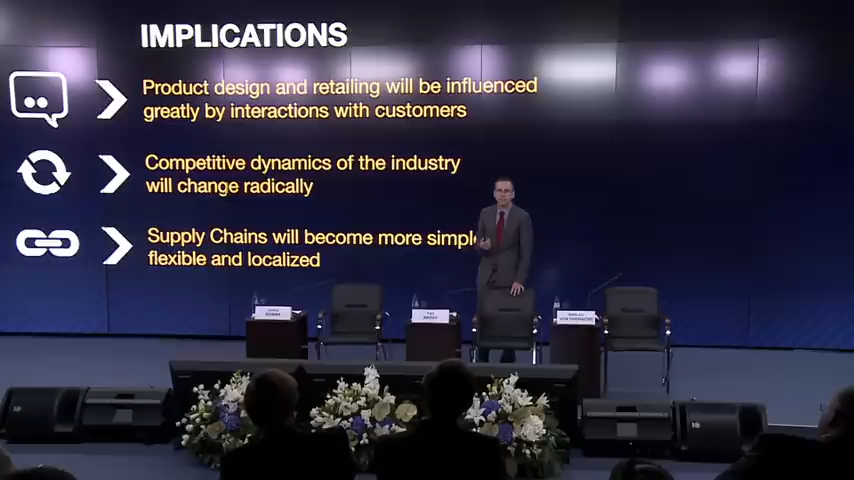 IMPLICATIONS
Product design and retailing will be influenced
greatly by interactions with customers
Competitive dynamics of the industry
will change radically
Supply Chains will become more simple
flexible and localized